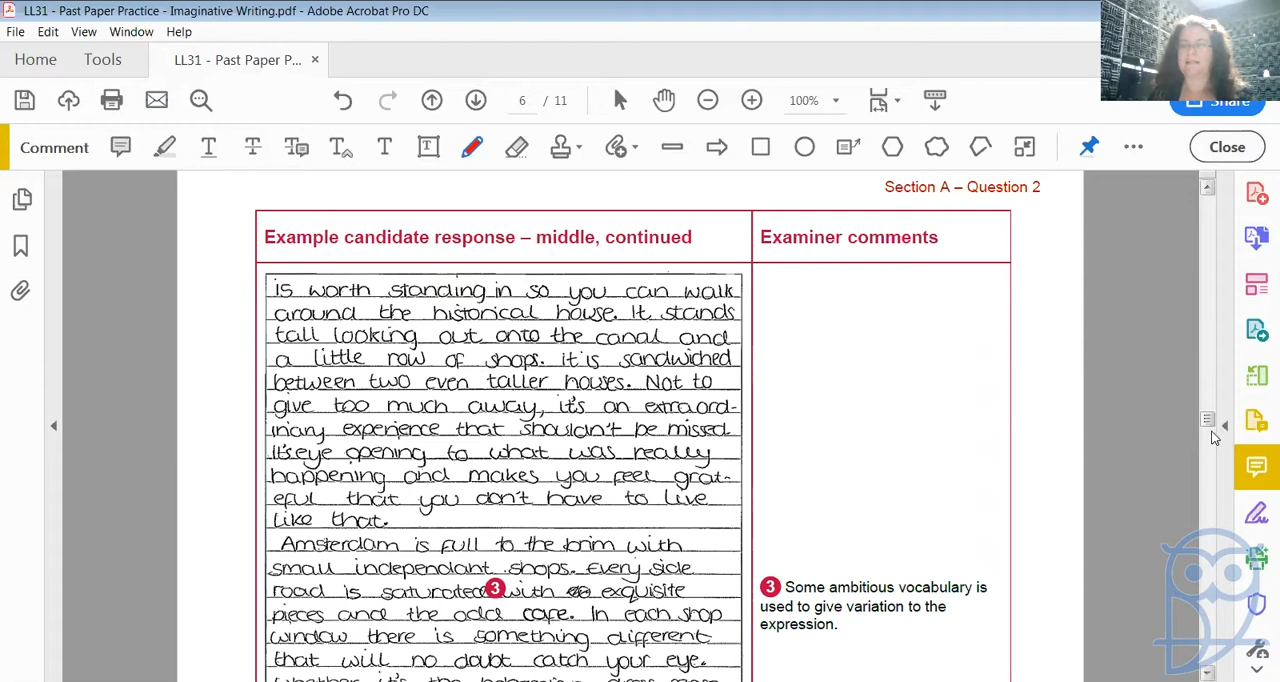 LL31 - Past Paper Practice - Imaginative Writing.pdf - Adobe Acrobat Pro DC
File Edit View Window Help
Home Tools LL31 - Past Paper P... ×
6 / 11 100%
Share
Comment Close
Section A – Question 2
Example candidate response – middle, continued
Examiner comments
is worth standing in so you can walk
around the historical house. It stands
tall looking out onto the canal and
a little row of shops. it is sandwiched
between two even taller houses. Not to
give too much away, it's an extraord-
inary experience that shouldn't be missed
It's eye opening to what was really
happening and makes you feel grat-
eful that you don't have to live
like that.
Amsterdam is full to the brim with
small independant shops. Every side
road is saturated 3 with exquisite
pieces and the odd cafe. In each shop
window there is something different
that will no doubt catch your eye.
Whether it's the
3 Some ambitious vocabulary is
used to give variation to the
expression.